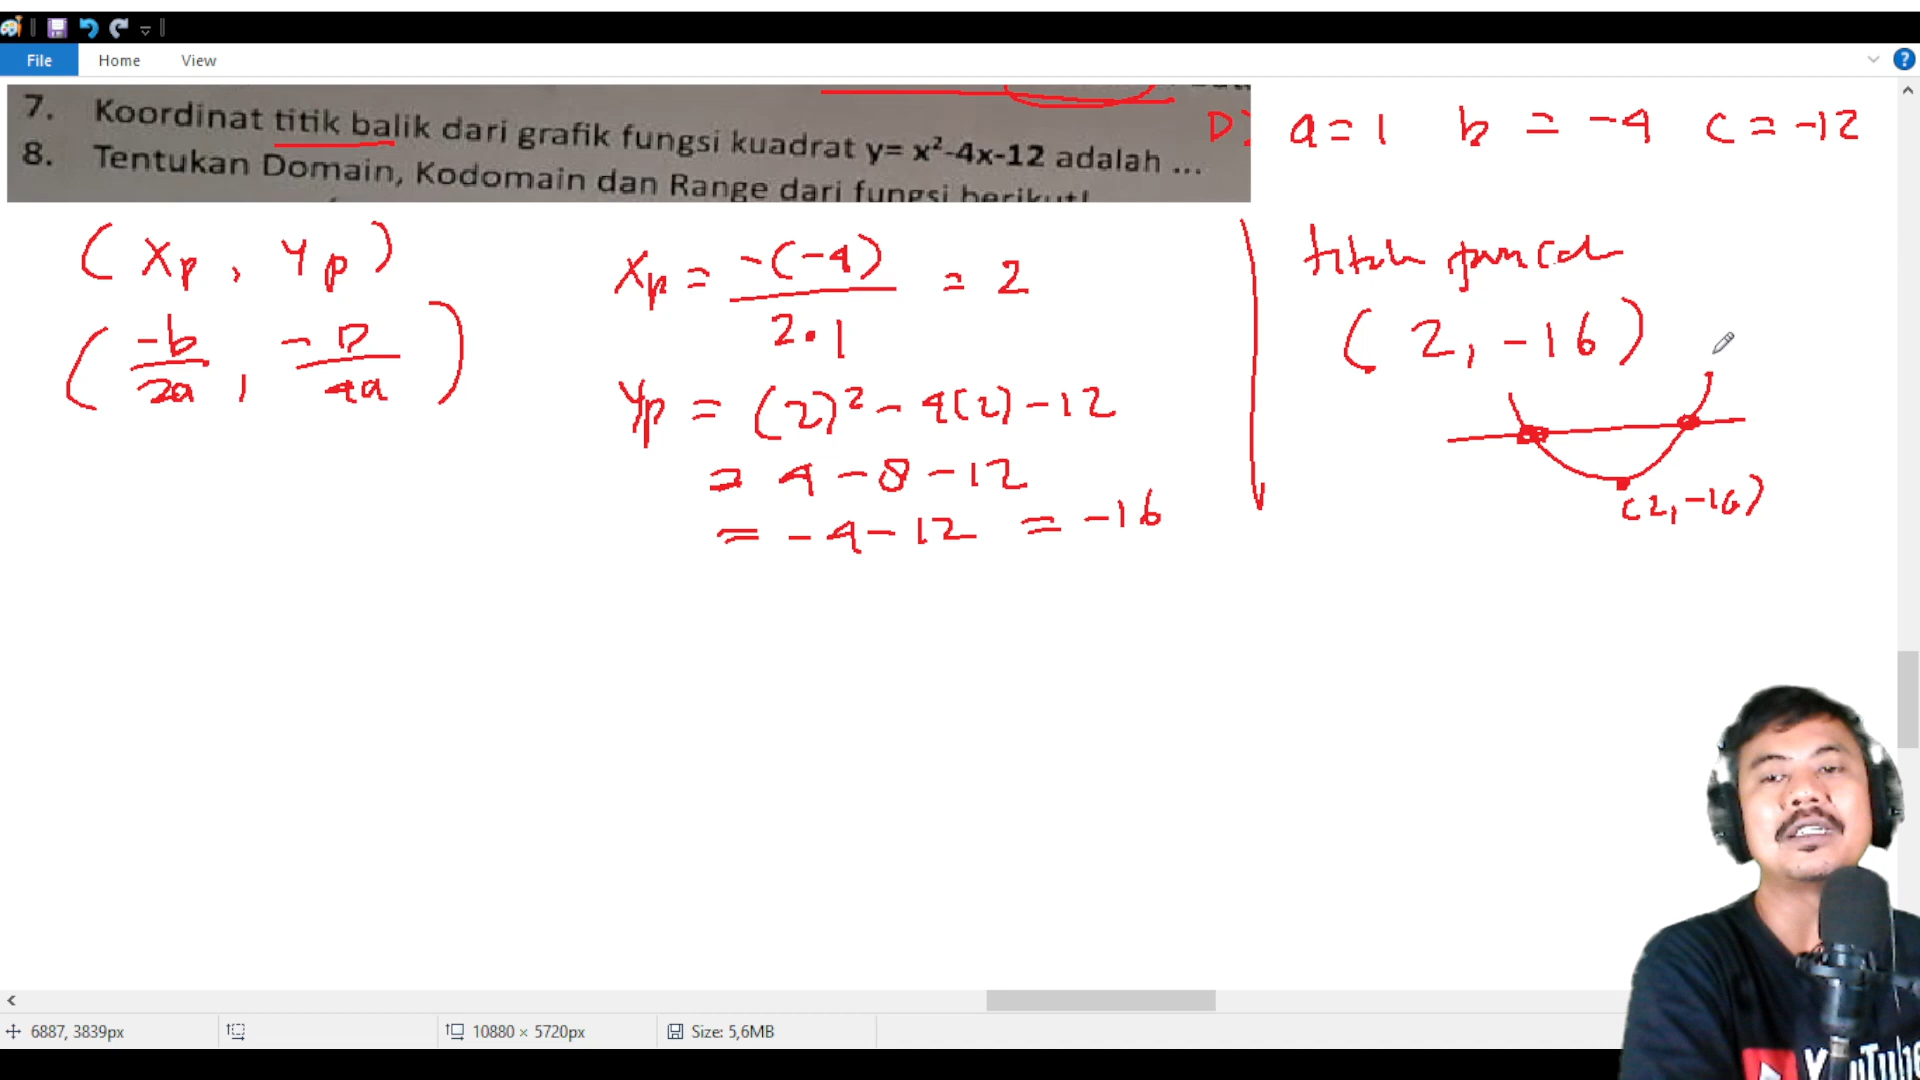 File Home View
7. Koordinat titik balik dari grafik fungsi kuadrat y= x²-4x-12 adalah ...
8. Tentukan Domain, Kodomain dan Range dari fungsi berikut!
D: a = 1 b = -4 c = -12
(xp, yp)
(-b/2a, -D/4a)
xp = -(-4)/2·1 = 2
yp = (2)² - 4(2) - 12
= 4 - 8 - 12
= -4 - 12 = -16
titik puncak
(2, -16)
(2, -16)
6887, 3839px
10880 × 5720px
Size: 5,6MB
YouTube